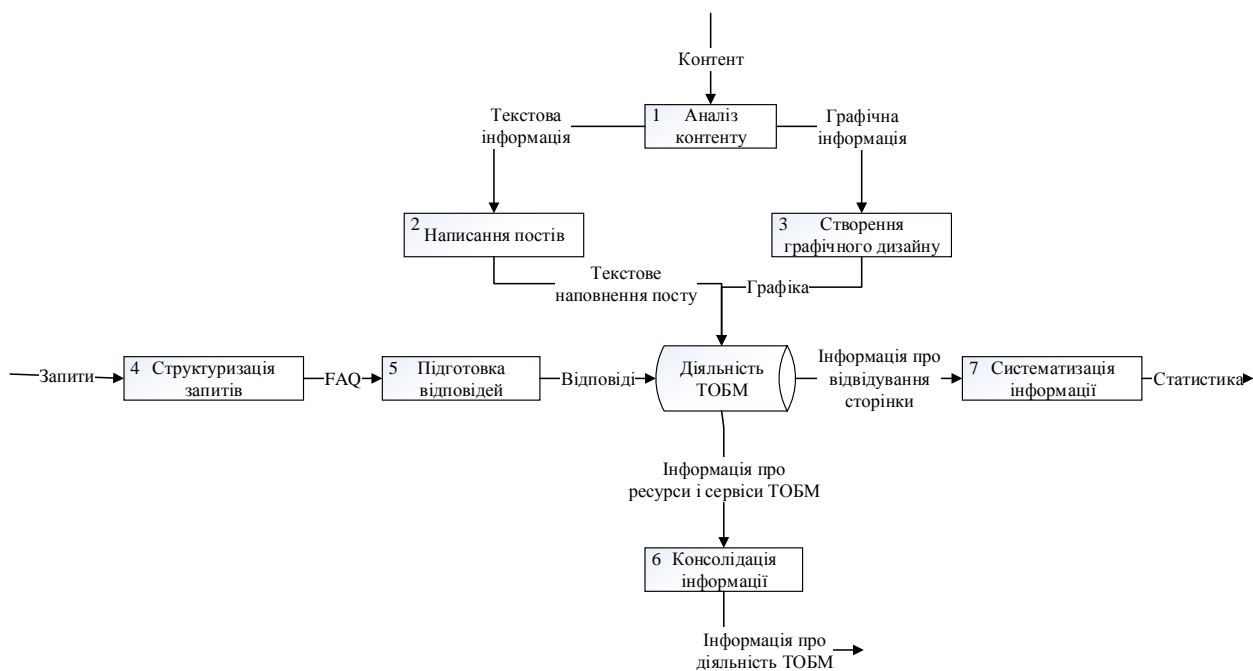 Контент
1 Аналіз
контенту
Текстова
інформація
Графічна
інформація
2 Написання постів
3 Створення
графічного дизайну
Текстове
наповнення посту
Графіка
Запити
4 Структуризація
запитів
FAQ
5 Підготовка
відповідей
Відповіді
Діяльність
ТОБМ
Інформація про
відвідування
сторінки
7 Систематизація
інформації
Статистика
Інформація про
ресурси і сервіси ТОБМ
6 Консолідація
інформації
Інформація про
діяльність ТОБМ